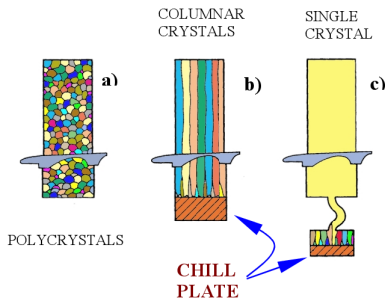 COLUMNAR
CRYSTALS
SINGLE
CRYSTAL
a)
b)
c)
POLYCRYSTALS
CHILL
PLATE